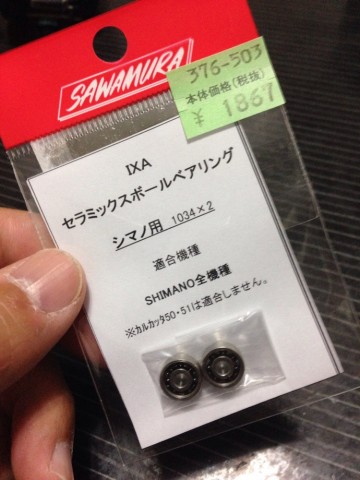 SAWAMURA
376-503
本体価格(税抜)
¥ 1867
IXA
セラミックスボールベアリング
シマノ用 1034×2
適合機種
SHIMANO全機種
※カルカッタ50・51は適合しません。